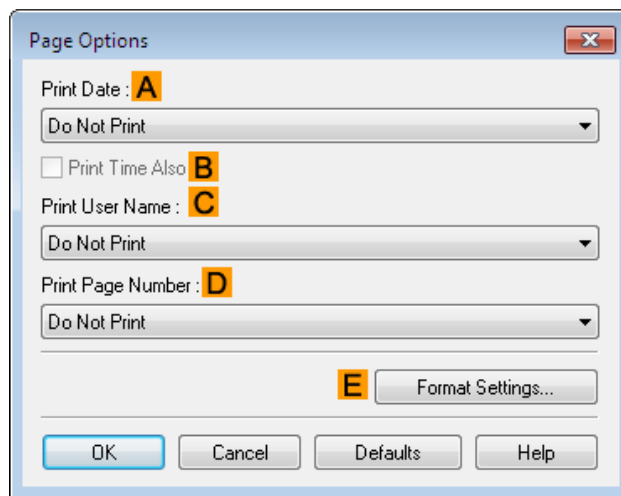 Page Options
Print Date : A
Do Not Print
Print Time Also B
Print User Name : C
Do Not Print
Print Page Number : D
Do Not Print
E Format Settings...
OK Cancel Defaults Help